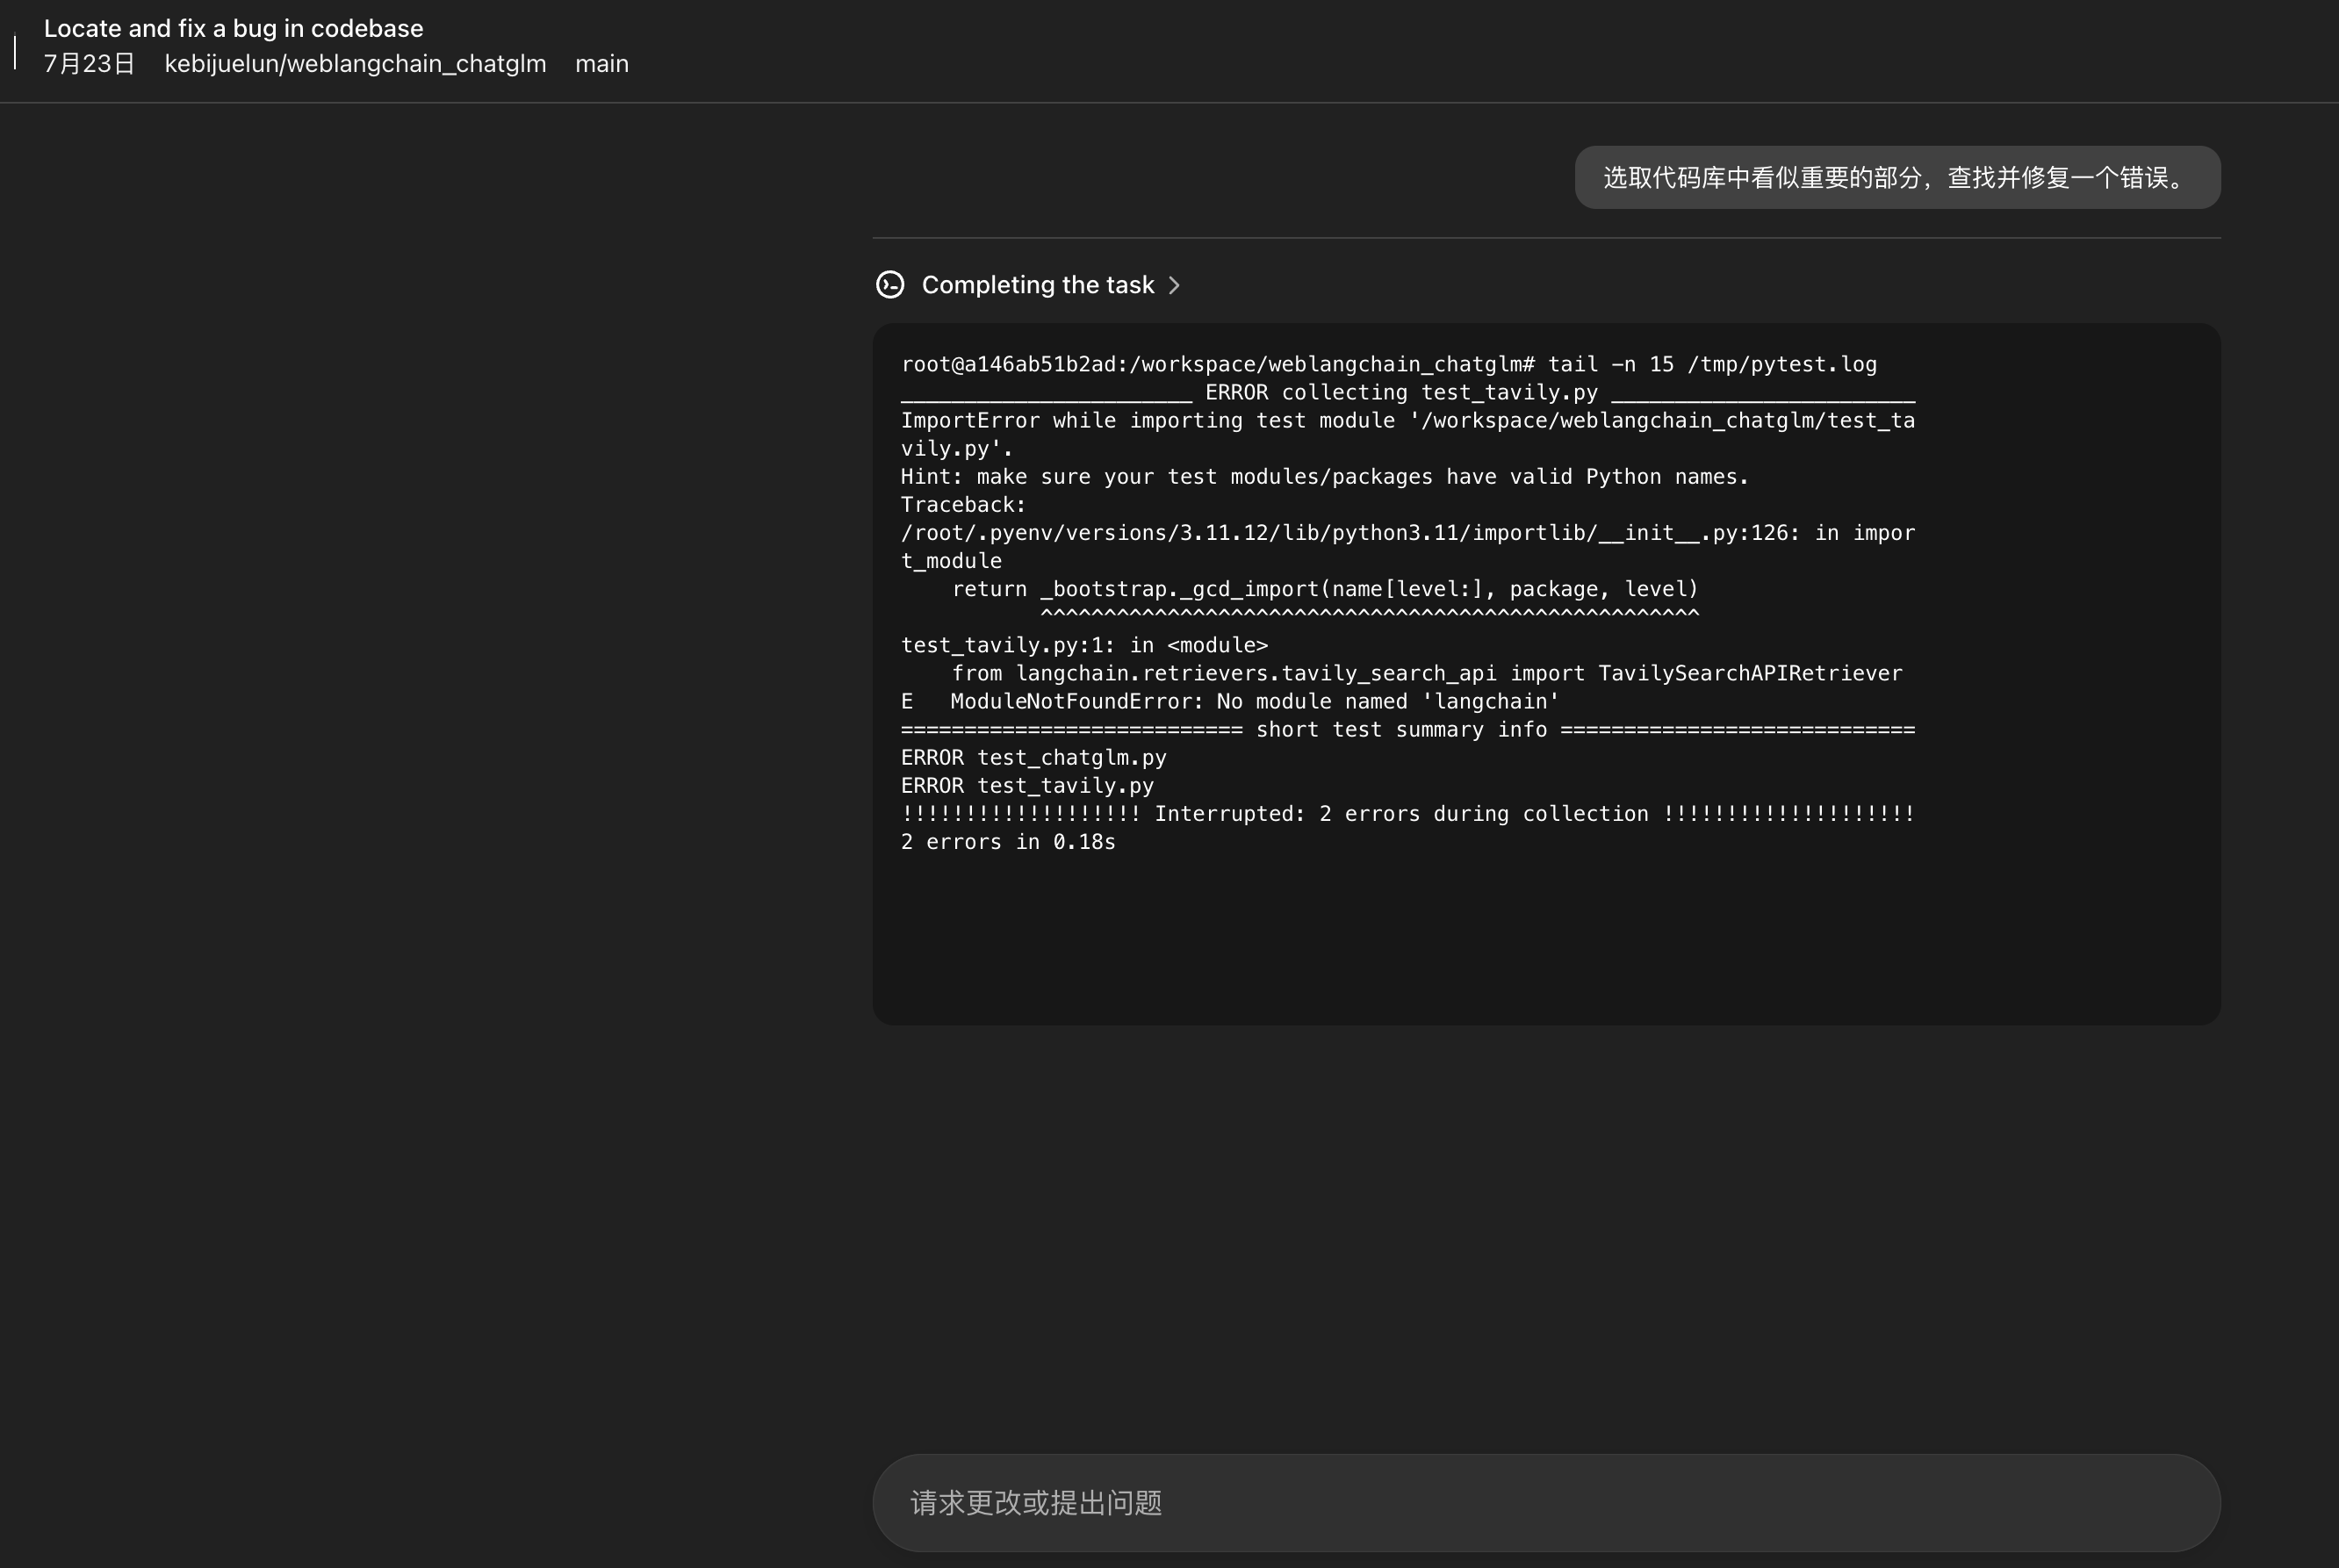 Locate and fix a bug in codebase
7月23日 kebijuelun/weblangchain_chatglm main
选取代码库中看似重要的部分，查找并修复一个错误。
Completing the task
root@a146ab51b2ad:/workspace/weblangchain_chatglm# tail -n 15 /tmp/pytest.log
_______________________ ERROR collecting test_tavily.py ________________________
ImportError while importing test module '/workspace/weblangchain_chatglm/test_ta
vily.py'.
Hint: make sure your test modules/packages have valid Python names.
Traceback:
/root/.pyenv/versions/3.11.12/lib/python3.11/importlib/__init__.py:126: in impor
t_module
    return _bootstrap._gcd_import(name[level:], package, level)
           ^^^^^^^^^^^^^^^^^^^^^^^^^^^^^^^^^^^^^^^^^^^^^^^^^^^^
test_tavily.py:1: in <module>
    from langchain.retrievers.tavily_search_api import TavilySearchAPIRetriever
E   ModuleNotFoundError: No module named 'langchain'
=========================== short test summary info ============================
ERROR test_chatglm.py
ERROR test_tavily.py
!!!!!!!!!!!!!!!!!!! Interrupted: 2 errors during collection !!!!!!!!!!!!!!!!!!!!
2 errors in 0.18s
请求更改或提出问题